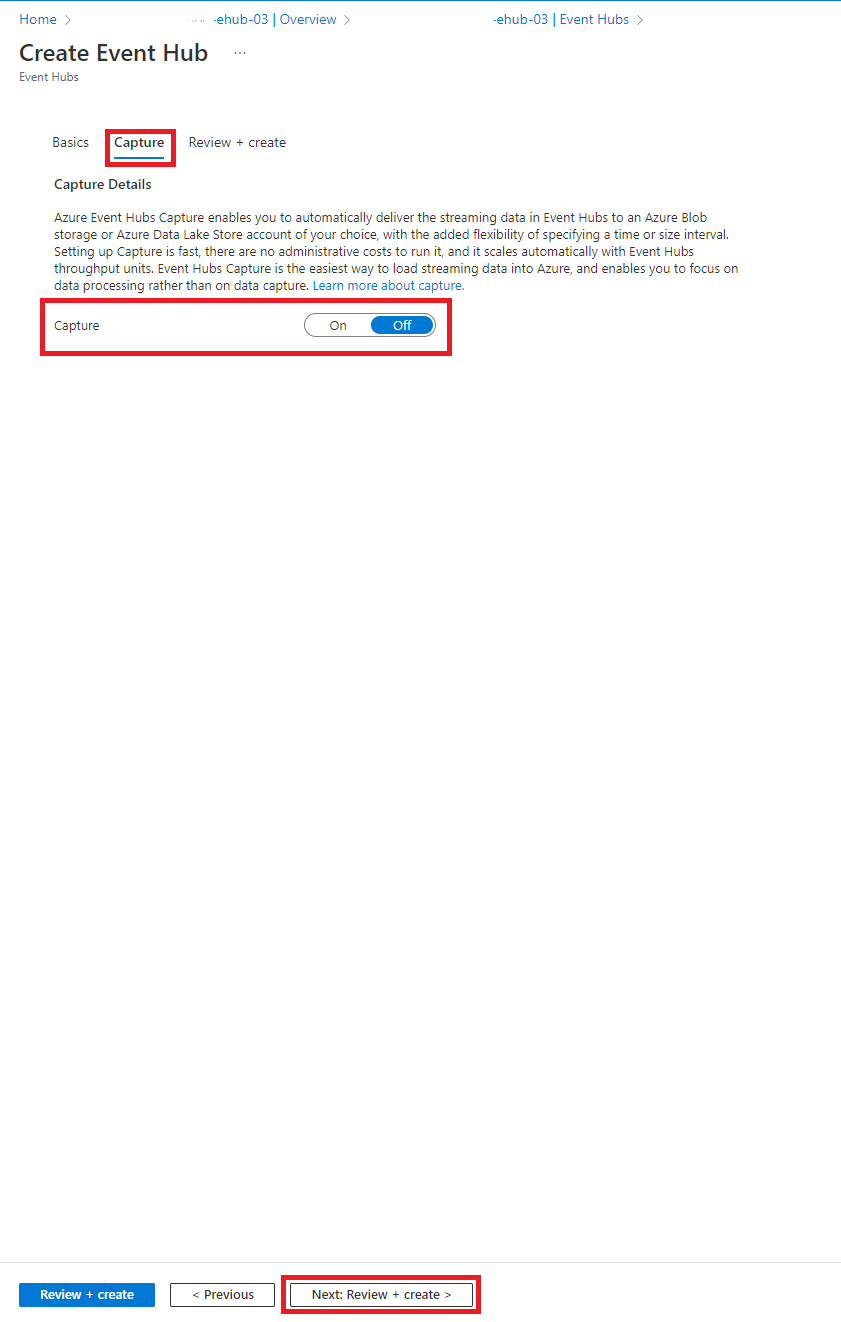 Home > -ehub-03 | Overview > -ehub-03 | Event Hubs >
Create Event Hub ...
Event Hubs
Basics Capture Review + create
Capture Details
Azure Event Hubs Capture enables you to automatically deliver the streaming data in Event Hubs to an Azure Blob
storage or Azure Data Lake Store account of your choice, with the added flexibility of specifying a time or size interval.
Setting up Capture is fast, there are no administrative costs to run it, and it scales automatically with Event Hubs
throughput units. Event Hubs Capture is the easiest way to load streaming data into Azure, and enables you to focus on
data processing rather than on data capture. Learn more about capture.
Capture On Off
Review + create < Previous Next: Review + create >